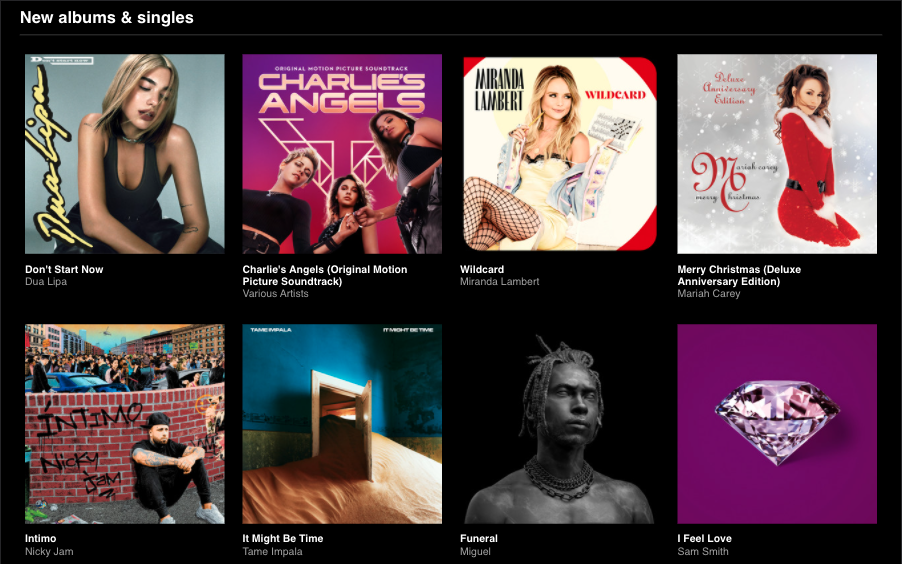 New albums & singles
DON'T START NOW
Dua Lipa
ORIGINAL MOTION PICTURE SOUNDTRACK
CHARLIE'S
ANGELS
MIRANDA
LAMBERT
WILDCARD
Deluxe
Anniversary
Edition
Mariah carey
merry Christmas
Don't Start Now
Dua Lipa
Charlie's Angels (Original Motion
Picture Soundtrack)
Various Artists
Wildcard
Miranda Lambert
Merry Christmas (Deluxe
Anniversary Edition)
Mariah Carey
ÍNTIMO
Nicky
Jam
TAME IMPALA
IT MIGHT BE TIME
Intimo
Nicky Jam
It Might Be Time
Tame Impala
Funeral
Miguel
I Feel Love
Sam Smith